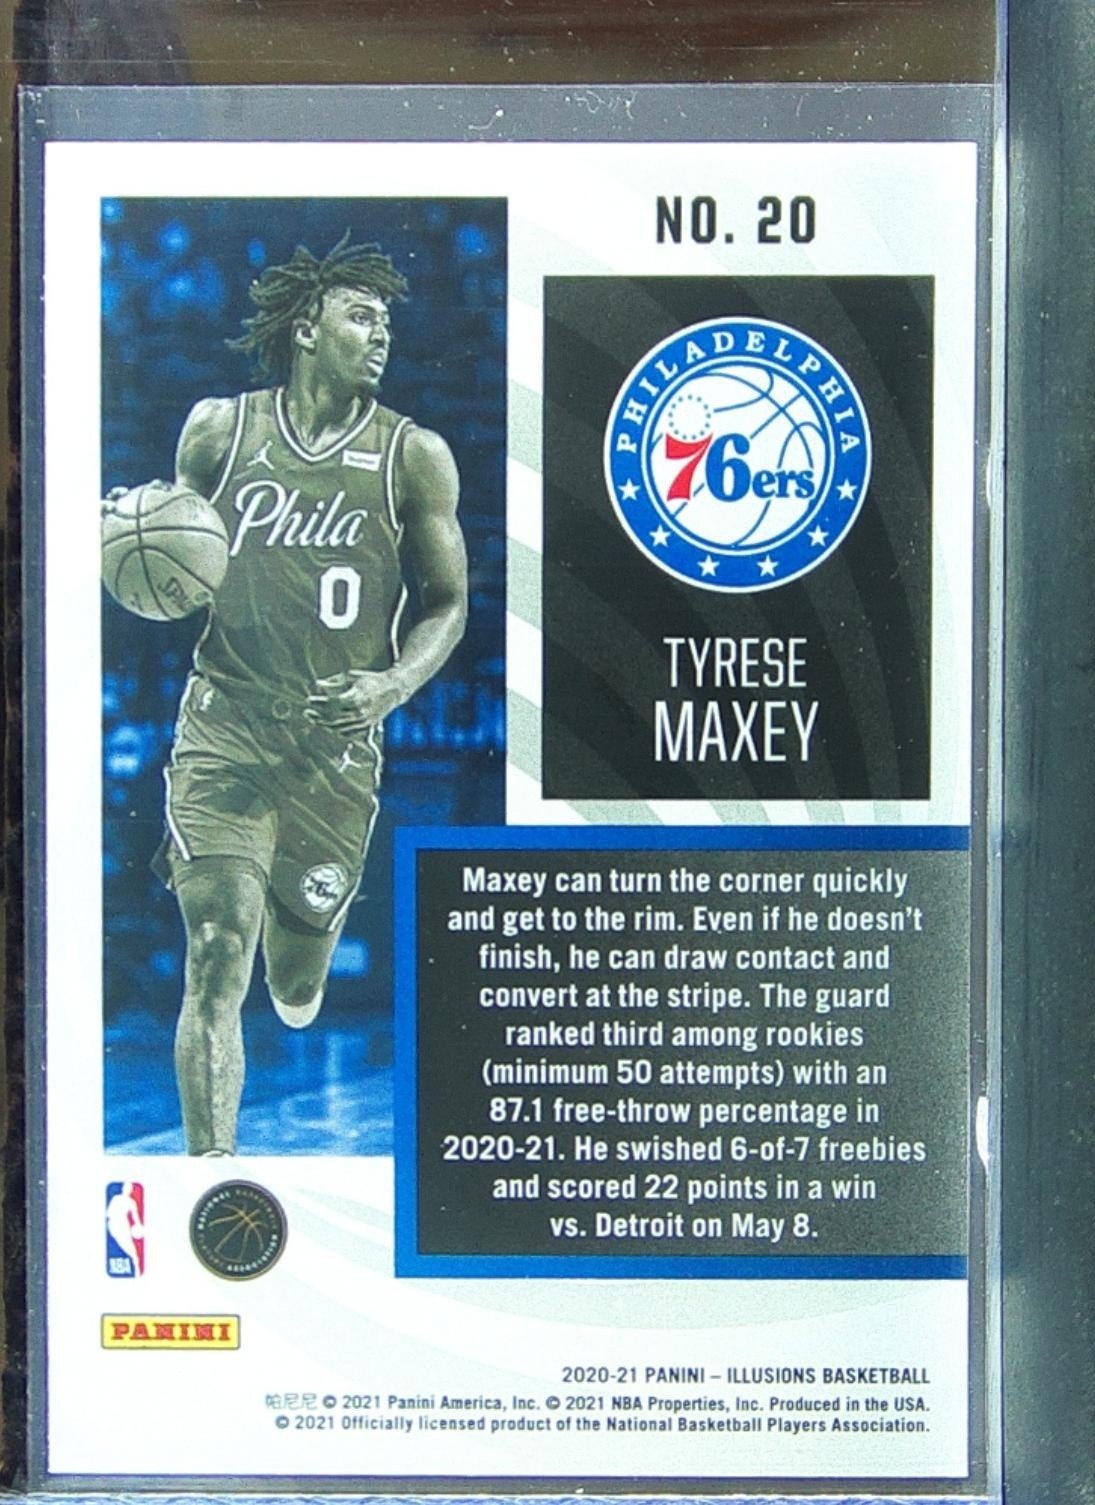 NO. 20
PHILADELPHIA
76ers
Phila
0
TYRESE
MAXEY
Maxey can turn the corner quickly
and get to the rim. Even if he doesn't
finish, he can draw contact and
convert at the stripe. The guard
ranked third among rookies
(minimum 50 attempts) with an
87.1 free-throw percentage in
2020-21. He swished 6-of-7 freebies
and scored 22 points in a win
vs. Detroit on May 8.
NBA
NATIONAL BASKETBALL
PLAYERS ASSOCIATION
PANINI
2020-21 PANINI – ILLUSIONS BASKETBALL
帕尼尼 © 2021 Panini America, Inc. © 2021 NBA Properties, Inc. Produced in the USA.
© 2021 Officially licensed product of the National Basketball Players Association.